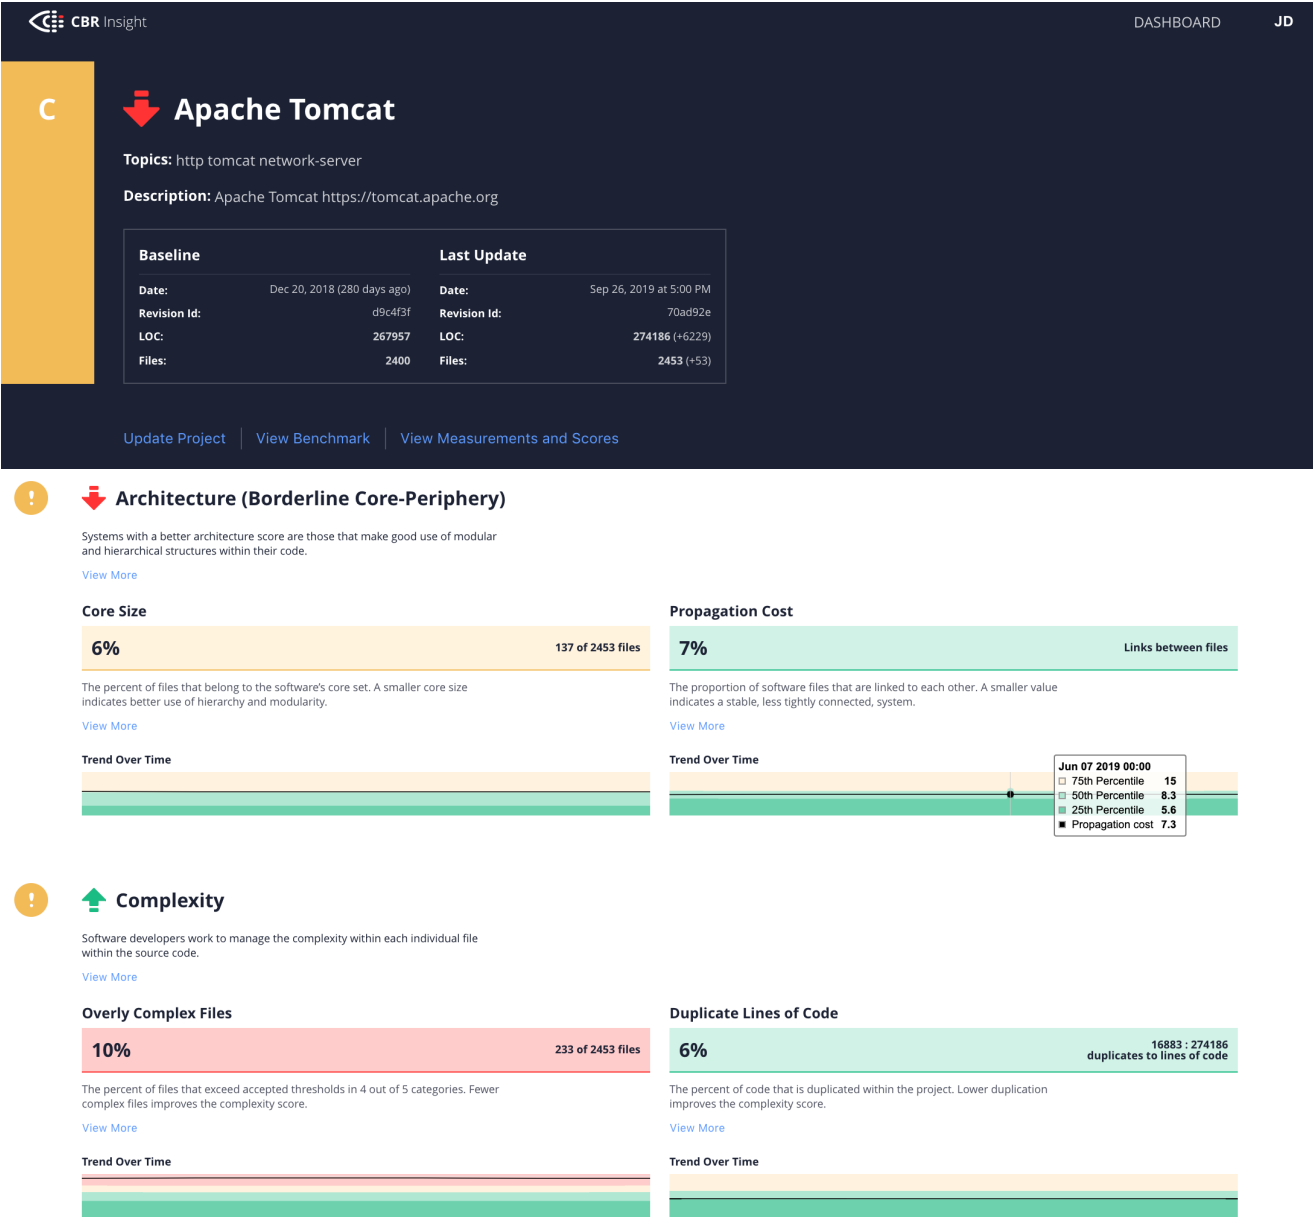 CBR Insight
DASHBOARD
JD
C
Apache Tomcat
Topics: http tomcat network-server
Description: Apache Tomcat https://tomcat.apache.org
Baseline
Date: Dec 20, 2018 (280 days ago)
Revision Id: d9c4f3f
LOC: 267957
Files: 2400
Last Update
Date: Sep 26, 2019 at 5:00 PM
Revision Id: 70ad92e
LOC: 274186 (+6229)
Files: 2453 (+53)
Update Project
View Benchmark
View Measurements and Scores
!
Architecture (Borderline Core-Periphery)
Systems with a better architecture score are those that make good use of modular
and hierarchical structures within their code.
View More
Core Size
6%
137 of 2453 files
The percent of files that belong to the software’s core set. A smaller core size
indicates better use of hierarchy and modularity.
View More
Trend Over Time
Propagation Cost
7%
Links between files
The proportion of software files that are linked to each other. A smaller value
indicates a stable, less tightly connected, system.
View More
Trend Over Time
Jun 07 2019 00:00
75th Percentile 15
50th Percentile 8.3
25th Percentile 5.6
Propagation cost 7.3
!
Complexity
Software developers work to manage the complexity within each individual file
within the source code.
View More
Overly Complex Files
10%
233 of 2453 files
The percent of files that exceed accepted thresholds in 4 out of 5 categories. Fewer
complex files improves the complexity score.
View More
Trend Over Time
Duplicate Lines of Code
6%
16883 : 274186
duplicates to lines of code
The percent of code that is duplicated within the project. Lower duplication
improves the complexity score.
View More
Trend Over Time